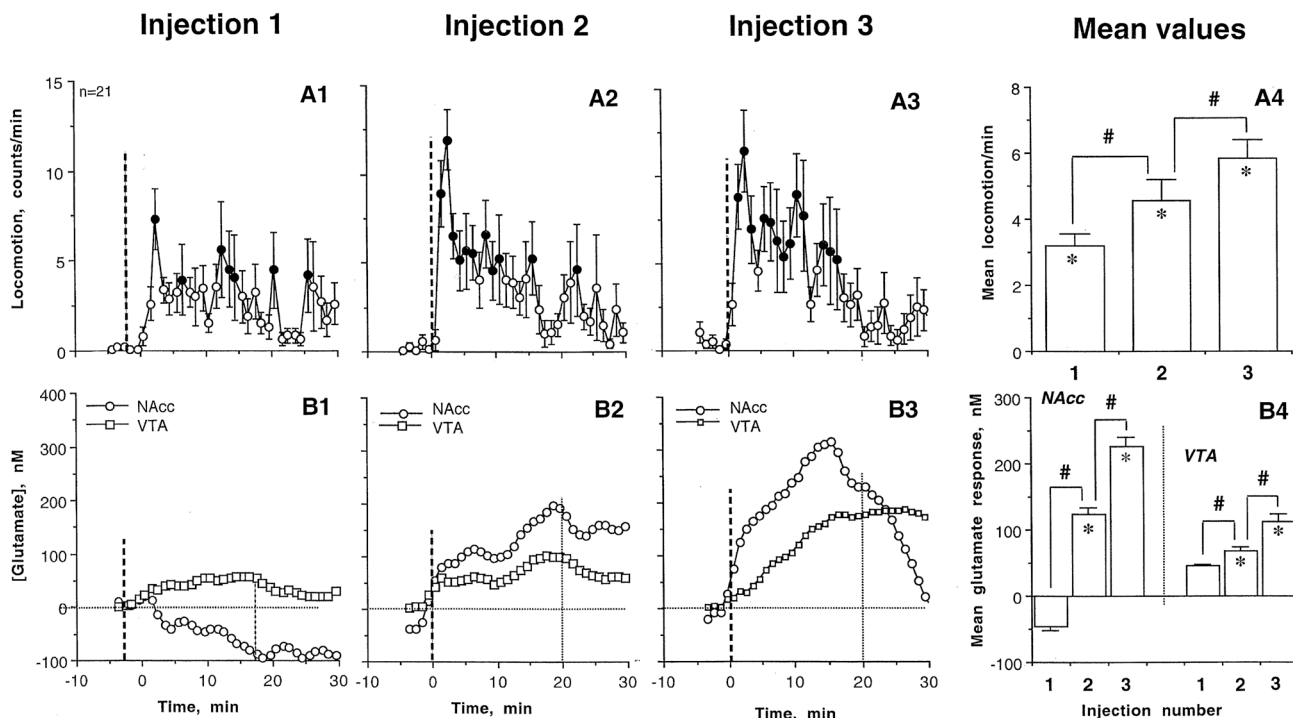 Injection 1
Injection 2
Injection 3
Mean values
Locomotion, counts/min
15
10
5
0
n=21
A1
A2
A3
Mean locomotion/min
8
6
4
2
0
A4
#
#
*
*
*
1
2
3
[Glutamate], nM
400
300
200
100
0
-100
NAcc
VTA
B1
-10
0
10
20
30
Time, min
NAcc
VTA
B2
-10
0
10
20
30
Time, min
NAcc
VTA
B3
-10
0
10
20
30
Time, min
Mean glutamate response, nM
300
200
100
0
-100
NAcc
B4
VTA
#
#
#
#
*
*
*
*
1
2
3
1
2
3
Injection number